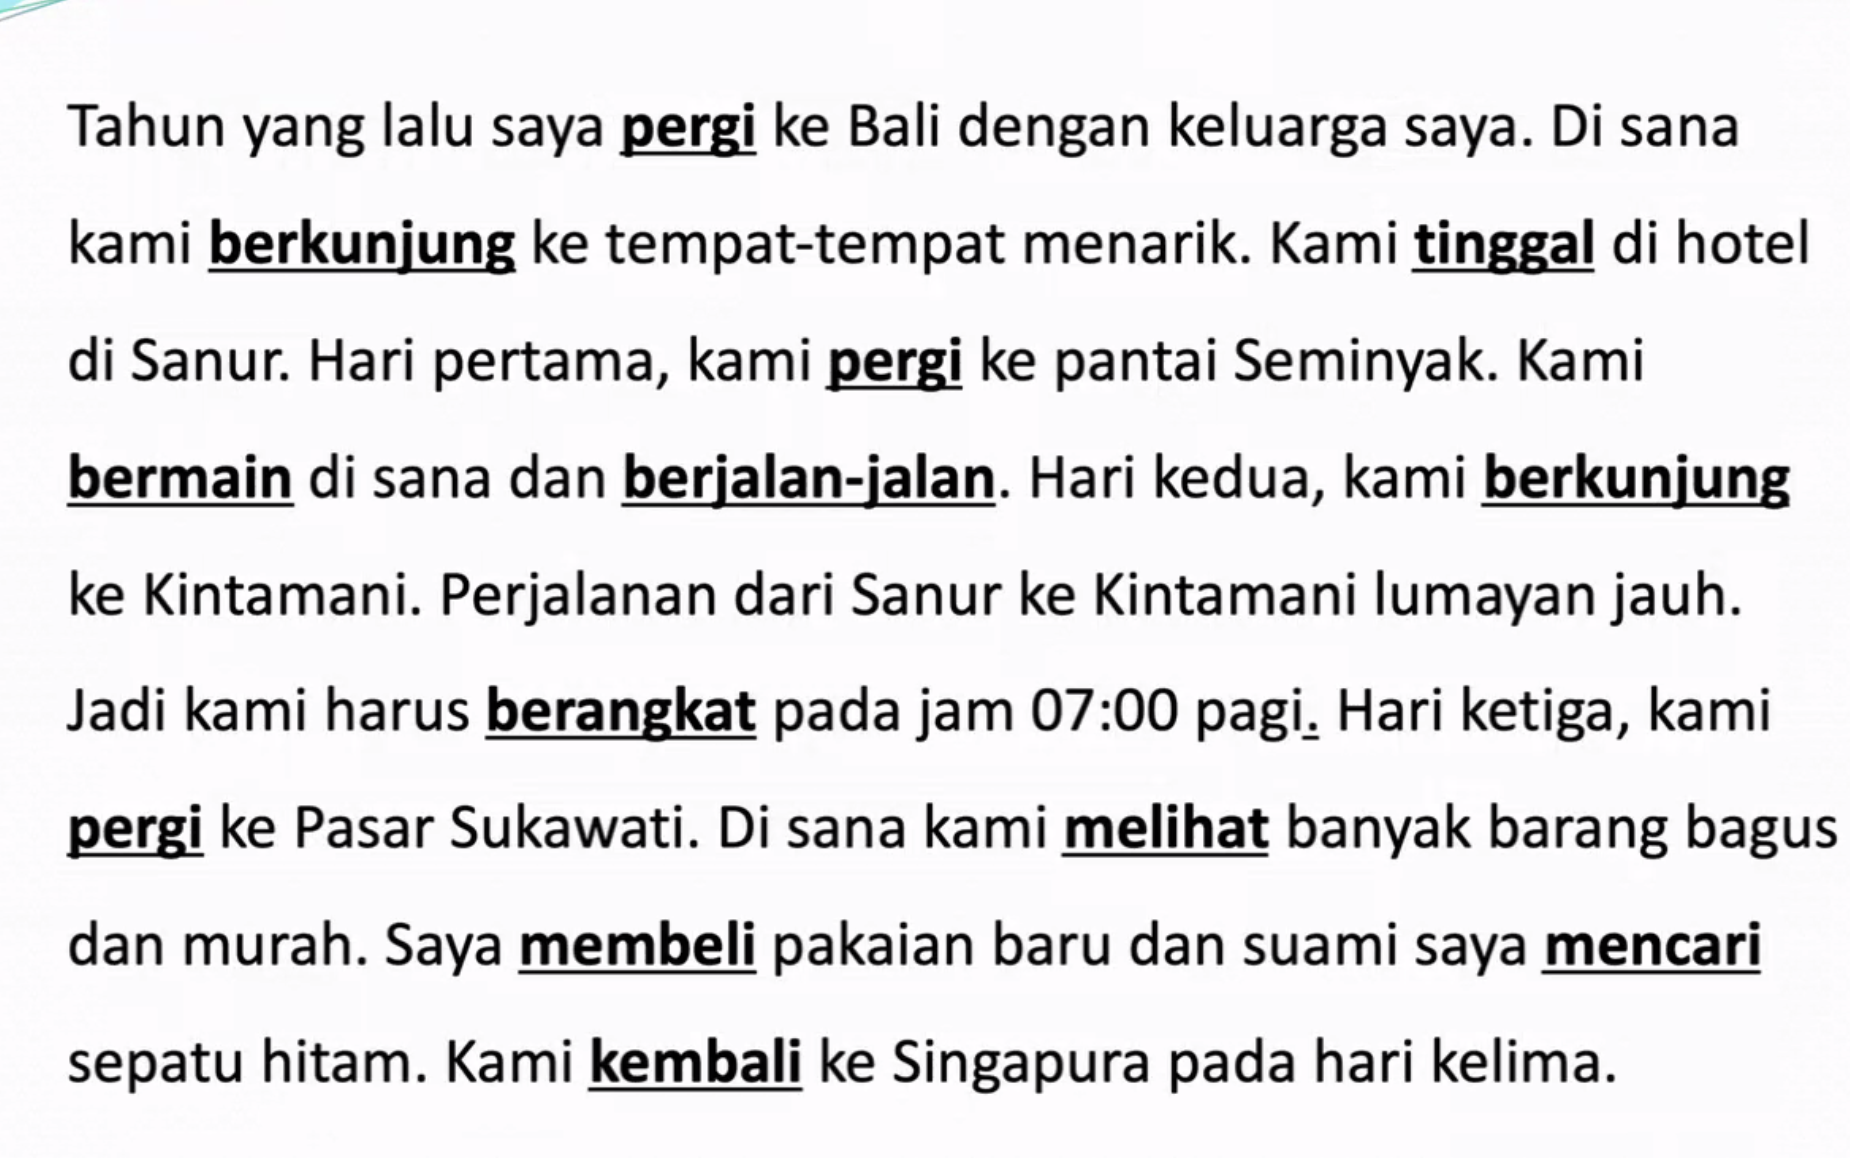 Tahun yang lalu saya pergi ke Bali dengan keluarga saya. Di sana
kami berkunjung ke tempat-tempat menarik. Kami tinggal di hotel
di Sanur. Hari pertama, kami pergi ke pantai Seminyak. Kami
bermain di sana dan berjalan-jalan. Hari kedua, kami berkunjung
ke Kintamani. Perjalanan dari Sanur ke Kintamani lumayan jauh.
Jadi kami harus berangkat pada jam 07:00 pagi. Hari ketiga, kami
pergi ke Pasar Sukawati. Di sana kami melihat banyak barang bagus
dan murah. Saya membeli pakaian baru dan suami saya mencari
sepatu hitam. Kami kembali ke Singapura pada hari kelima.